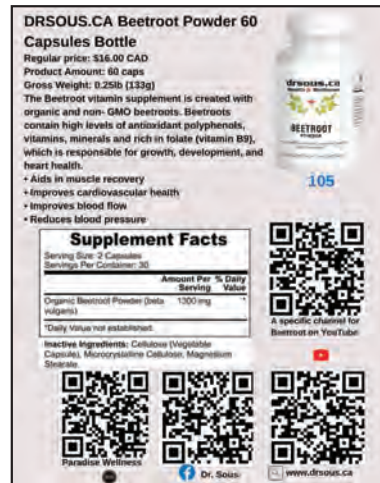 DRSOUS.CA Beetroot Powder 60
Capsules Bottle
Regular price: $16.00 CAD
Product Amount: 60 caps
Gross Weight: 0.25lb (133g)
The Beetroot vitamin supplement is created with
organic and non- GMO beetroots. Beetroots
contain high levels of antioxidant polyphenols,
vitamins, minerals and rich in folate (vitamin B9),
which is responsible for growth, development, and
heart health.
• Aids in muscle recovery
• Improves cardiovascular health
• Improves blood flow
• Reduces blood pressure
drsous.ca
BEETROOT
105
Supplement Facts
Serving Size: 2 Capsules
Servings Per Container: 30
Amount Per Serving
% Daily Value
Organic Beetroot Powder (beta vulgaris) 1300 mg *
*Daily Value not established.
Inactive Ingredients: Cellulose (Vegetable
Capsule), Microcrystalline Cellulose, Magnesium
Stearate.
A specific channel for
Beetroot on YouTube
Paradise Wellness
Dr. Sous
www.drsous.ca